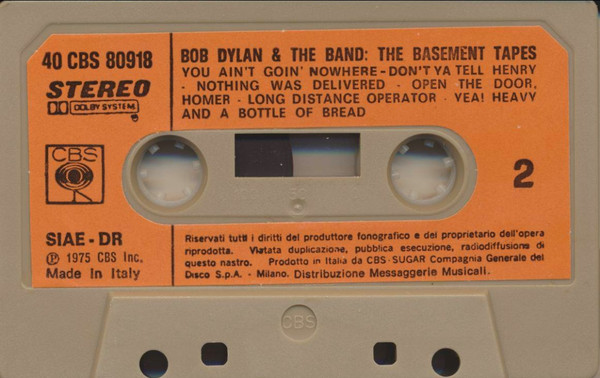 40 CBS 80918
BOB DYLAN & THE BAND: THE BASEMENT TAPES
YOU AIN'T GOIN' NOWHERE-DON'T YA TELL HENRY
- NOTHING WAS DELIVERED - OPEN THE DOOR,
HOMER - LONG DISTANCE OPERATOR - YEA! HEAVY
AND A BOTTLE OF BREAD
STEREO
DOLBY SYSTEM
CBS
2
SIAE - DR
Ⓟ 1975 CBS Inc.
Made In Italy
Riservati tutti i diritti del produttore fonografico e del proprietario dell'opera
riprodotta. Vietata duplicazione, pubblica esecuzione, radiodiffusione di
questo nastro. Prodotto in Italia da CBS-SUGAR Compagnia Generale del
Disco S.p.A. - Milano. Distribuzione Messaggerie Musicali.
CBS